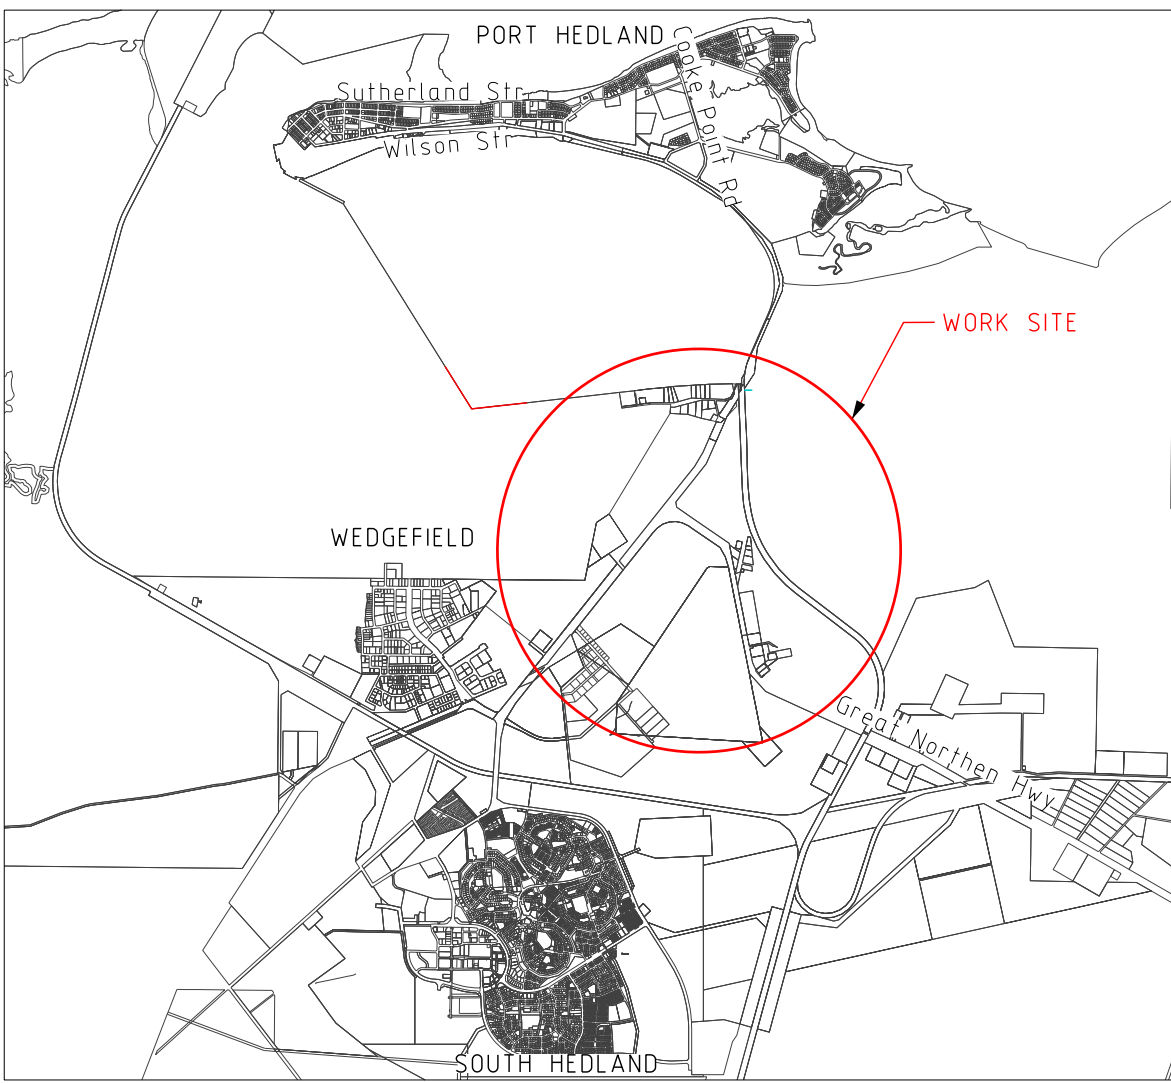 PORT HEDLAND
Cooke Point Rd
Sutherland Str
Wilson Str
WORK SITE
WEDGEFIELD
Great Northen Hwy
SOUTH HEDLAND